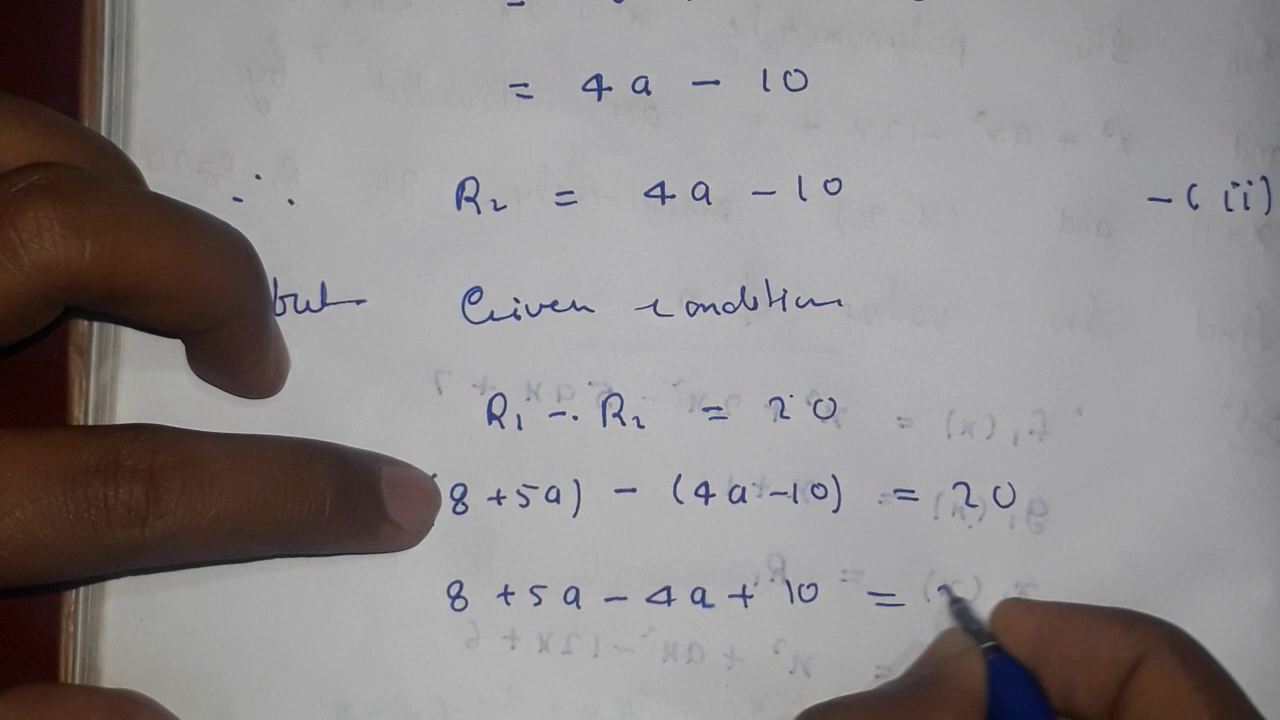 = 4a - 10
∴ R₂ = 4a - 10 -(ii)
but Given condition
R₁ - R₂ = 20
(8 + 5a) - (4a - 10) = 20
8 + 5a - 4a + 10 = 2